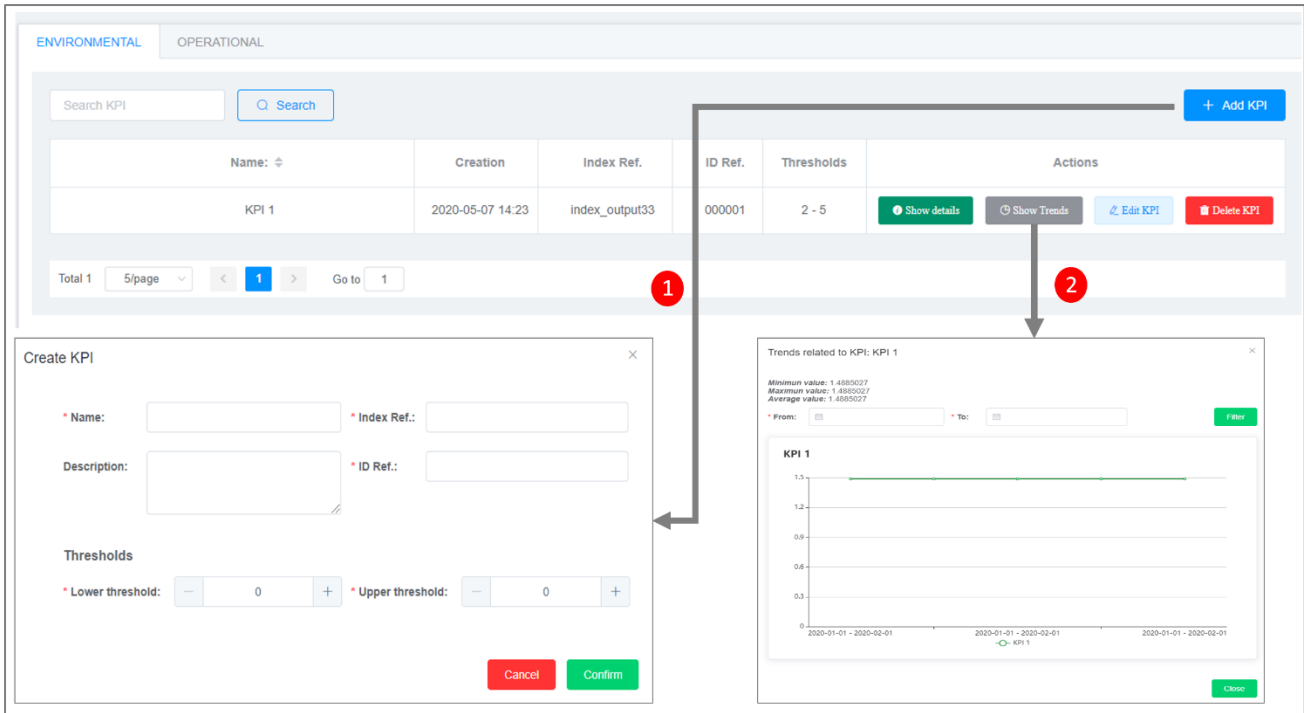 ENVIRONMENTAL OPERATIONAL
Search KPI Search + Add KPI
Name: Creation Index Ref. ID Ref. Thresholds Actions
KPI 1 2020-05-07 14:23 index_output33 000001 2 - 5 Show details Show Trends Edit KPI Delete KPI
Total 1 5/page < 1 > Go to 1
1
2
Create KPI ×
* Name: * Index Ref.:
Description: * ID Ref.:
Thresholds
* Lower threshold: − 0 + * Upper threshold: − 0 +
Cancel Confirm
Trends related to KPI: KPI 1 ×
Minimun value: 1.4885027
Maximun value: 1.4885027
Average value: 1.4885027
* From: * To: Filter
KPI 1
1.5
1.2
0.9
0.6
0.3
0
2020-01-01 - 2020-02-01 2020-01-01 - 2020-02-01 2020-01-01 - 2020-02-01
KPI 1
Close